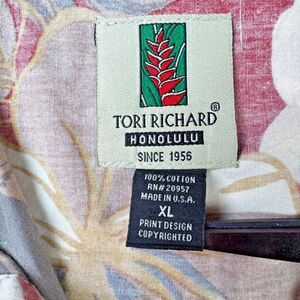 TORI RICHARD®
HONOLULU
SINCE 1956
100% COTTON
RN# 20957
MADE IN U.S.A.
XL
PRINT DESIGN
COPYRIGHTED